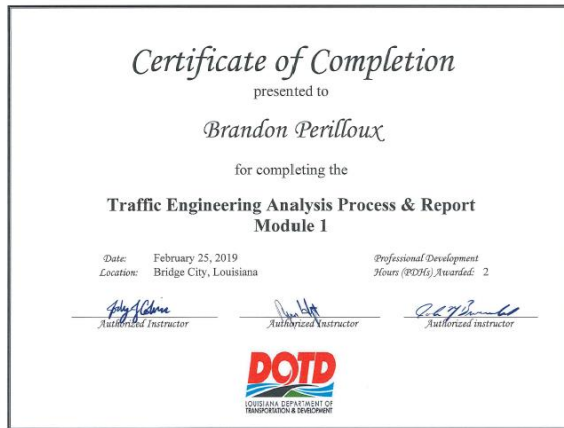 Certificate of Completion
presented to
Brandon Perilloux
for completing the
Traffic Engineering Analysis Process & Report
Module 1
Date: February 25, 2019
Location: Bridge City, Louisiana
Professional Development
Hours (PDHs) Awarded: 2
Authorized Instructor
Authorized Instructor
Authorized instructor
DOTD
LOUISIANA DEPARTMENT OF
TRANSPORTATION & DEVELOPMENT